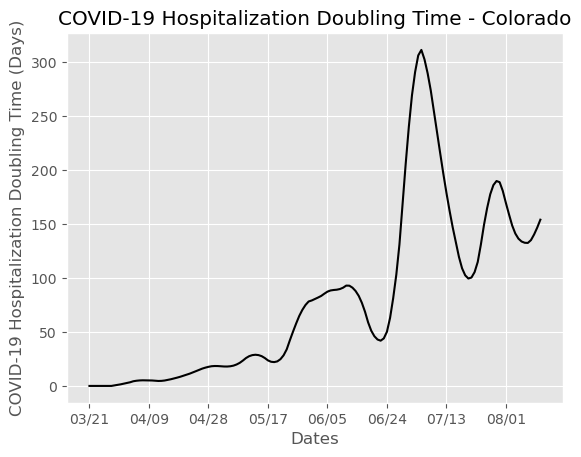 COVID-19 Hospitalization Doubling Time - Colorado
COVID-19 Hospitalization Doubling Time (Days)
300
250
200
150
100
50
0
03/21 04/09 04/28 05/17 06/05 06/24 07/13 08/01
Dates